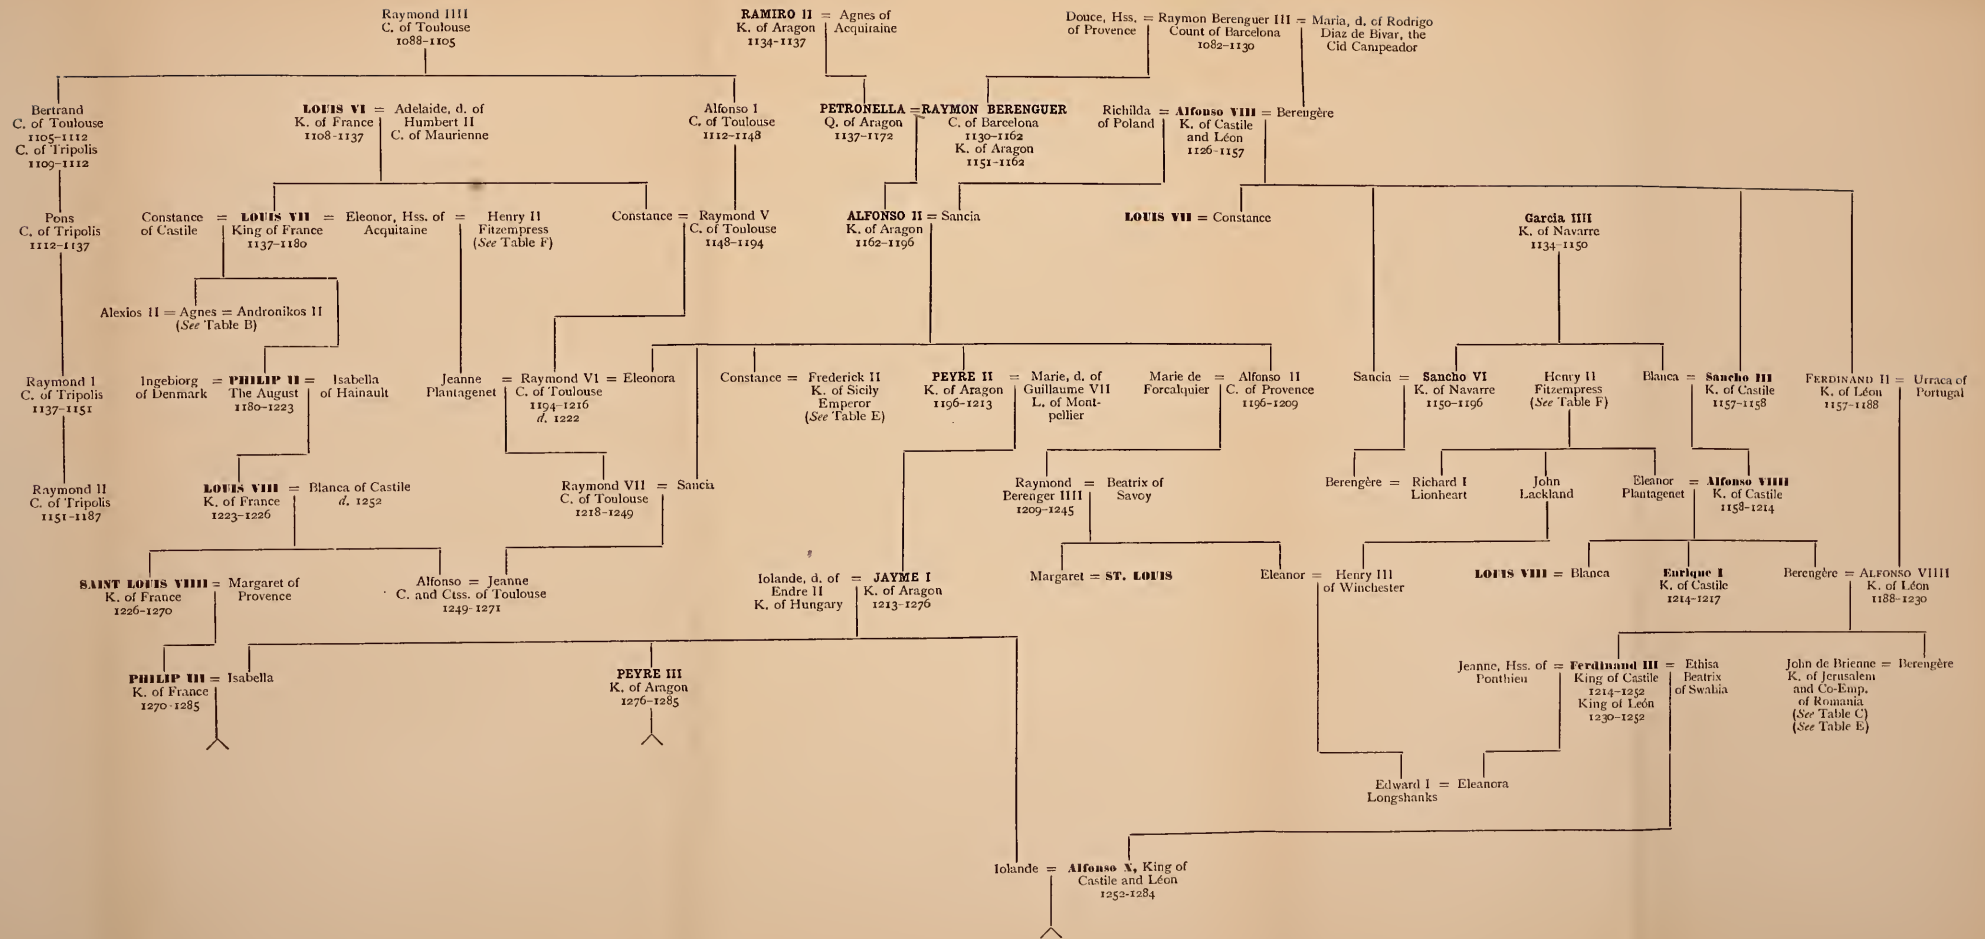 Raymond IIII
C. of Toulouse
1088-1105
RAMIRO II = Agnes of
K. of Aragon Acquitaine
1134-1137
Douce, Hss. = Raymon Berenguer III = Maria, d. of Rodrigo
of Provence Count of Barcelona Diaz de Bivar, the
1082-1130 Cid Campeador
Bertrand
C. of Toulouse
1105-1112
C. of Tripolis
1109-1112
LOUIS VI = Adelaide, d. of
K. of France Humbert II
1108-1137 C. of Maurienne
Alfonso I
C. of Toulouse
1112-1148
PETRONELLA = RAYMON BERENGUER
Q. of Aragon C. of Barcelona
1137-1172 1130-1162
K. of Aragon
1151-1162
Richilda = Alfonso VIII = Berengère
of Poland K. of Castile
and Léon
1126-1157
Pons
C. of Tripolis
1112-1137
Constance = LOUIS VII = Eleonor, Hss. of = Henry II
of Castile King of France Acquitaine Fitzempress
1137-1180 (See Table F)
Constance = Raymond V
C. of Toulouse
1148-1194
ALFONSO II = Sancia
K. of Aragon
1162-1196
LOUIS VII = Constance
Garcia IIII
K. of Navarre
1134-1150
Alexios II = Agnes = Andronikos II
(See Table B)
Raymond I
C. of Tripolis
1137-1151
Ingebiorg = PHILIP II = Isabella
of Denmark The August of Hainault
1180-1223
Jeanne = Raymond VI = Eleonora
Plantagenet C. of Toulouse
1194-1216
d. 1222
Constance = Frederick II
K. of Sicily
Emperor
(See Table E)
PEYRE II = Marie, d. of
K. of Aragon Guillaume VII
1196-1213 L. of Mont-
pellier
Marie de = Alfonso II
Forcalquier C. of Provence
1196-1209
Sancia = Sancho VI
K. of Navarre
1150-1196
Henry II
Fitzempress
(See Table F)
Blanca = Sancho III
K. of Castile
1157-1158
FERDINAND II = Urraca of
K. of Léon Portugal
1157-1188
Raymond II
C. of Tripolis
1151-1187
LOUIS VIII = Blanca of Castile
K. of France d. 1252
1223-1226
Raymond VII = Sancia
C. of Toulouse
1218-1249
Raymond = Beatrix of
Berenger IIII Savoy
1209-1245
Berengère = Richard I
Lionheart
John
Lackland
Eleanor = Alfonso VIIII
Plantagenet K. of Castile
1158-1214
SAINT LOUIS VIIII = Margaret of
K. of France Provence
1226-1270
Alfonso = Jeanne
C. and Ctss. of Toulouse
1249-1271
Iolande, d. of = JAYME I
Endre II K. of Aragon
K. of Hungary 1213-1276
Margaret = ST. LOUIS
Eleanor = Henry III
of Winchester
LOUIS VIII = Blanca
Enrique I
K. of Castile
1214-1217
Berengère = ALFONSO VIIII
K. of Léon
1188-1230
PHILIP III = Isabella
K. of France
1270-1285
PEYRE III
K. of Aragon
1276-1285
Jeanne, Hss. of = Ferdinand III = Ethisa
Ponthieu King of Castile Beatrix
1214-1252 of Swabia
King of León
1230-1252
John de Brienne = Berengère
K. of Jerusalem
and Co-Emp.
of Romania
(See Table C)
(See Table E)
Edward I = Eleanora
Longshanks
Iolande = Alfonso X, King of
Castile and Léon
1252-1284